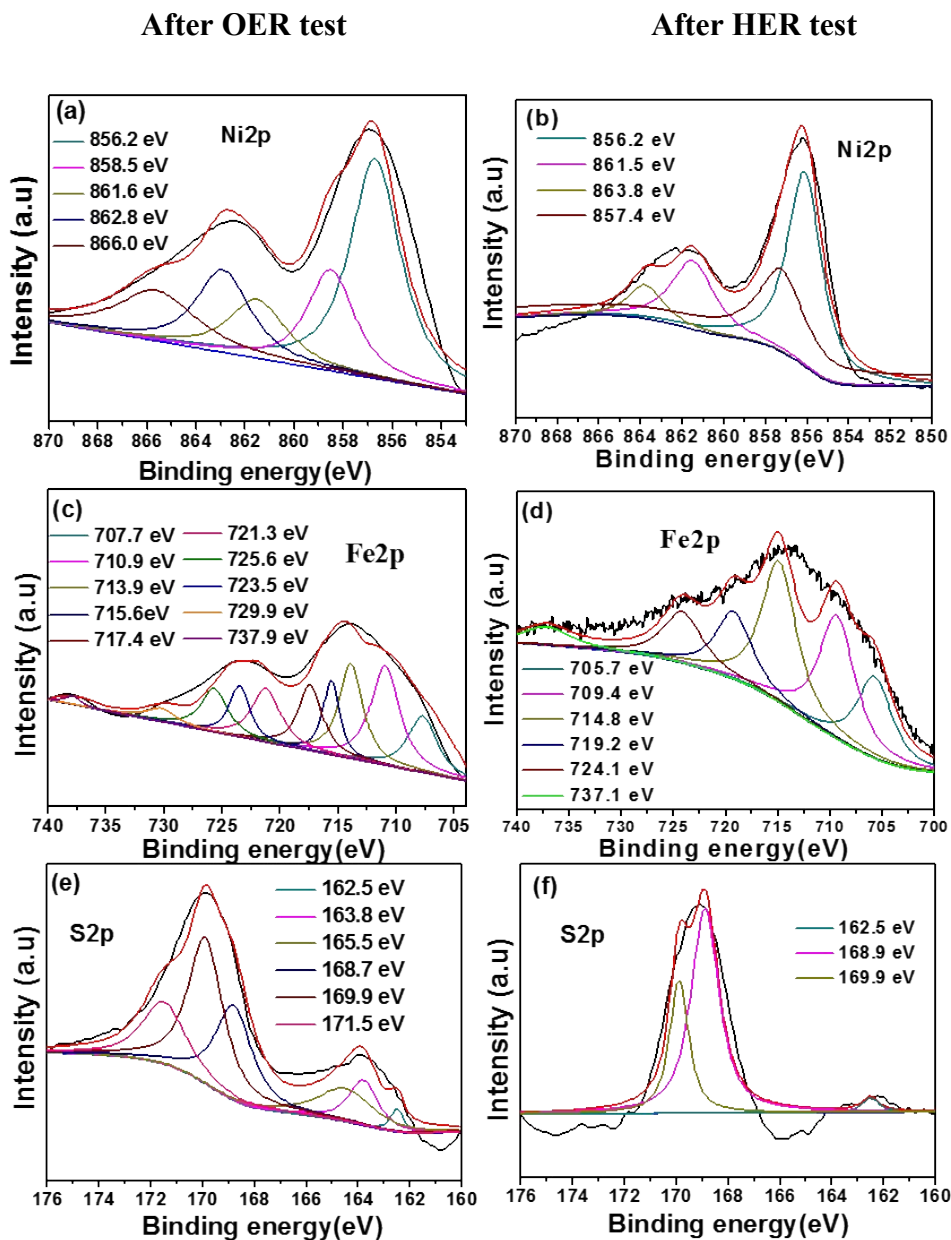 After OER test
After HER test
(a)
Ni2p
856.2 eV
858.5 eV
861.6 eV
862.8 eV
866.0 eV
Intensity (a.u)
870 868 866 864 862 860 858 856 854
Binding energy(eV)
(b)
Ni2p
856.2 eV
861.5 eV
863.8 eV
857.4 eV
Intensity (a.u)
870 868 866 864 862 860 858 856 854 852 850
Binding energy(eV)
(c)
Fe2p
707.7 eV
710.9 eV
713.9 eV
715.6eV
717.4 eV
721.3 eV
725.6 eV
723.5 eV
729.9 eV
737.9 eV
Intensity (a.u)
740 735 730 725 720 715 710 705
Binding energy(eV)
(d)
Fe2p
705.7 eV
709.4 eV
714.8 eV
719.2 eV
724.1 eV
737.1 eV
Intensity (a.u)
740 735 730 725 720 715 710 705 700
Binding energy(eV)
(e)
S2p
162.5 eV
163.8 eV
165.5 eV
168.7 eV
169.9 eV
171.5 eV
Intensity (a.u)
176 174 172 170 168 166 164 162 160
Binding energy(eV)
(f)
S2p
162.5 eV
168.9 eV
169.9 eV
Intensity (a.u)
176 174 172 170 168 166 164 162 160
Binding energy(eV)